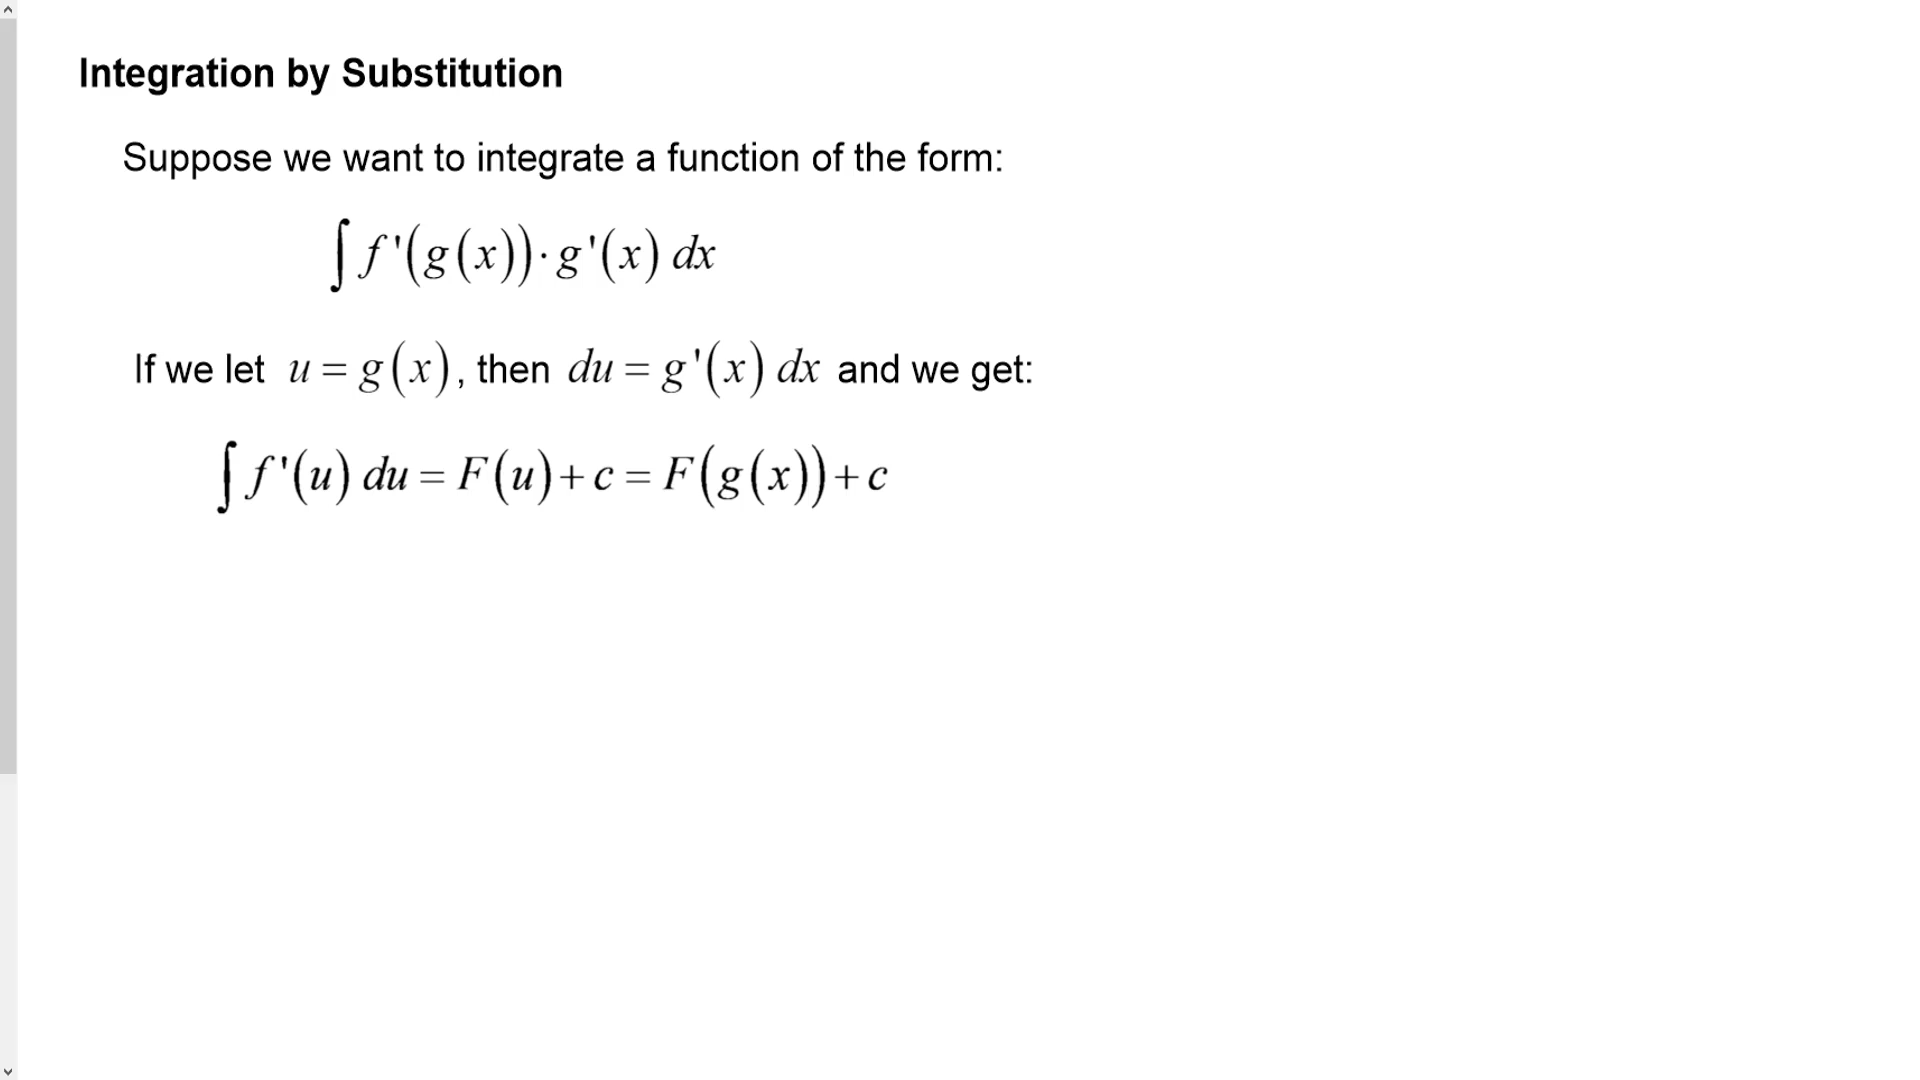 Integration by Substitution
Suppose we want to integrate a function of the form:
∫ f '(g(x)) · g '(x) dx
If we let u = g(x), then du = g '(x) dx and we get:
∫ f '(u) du = F(u) + c = F(g(x)) + c